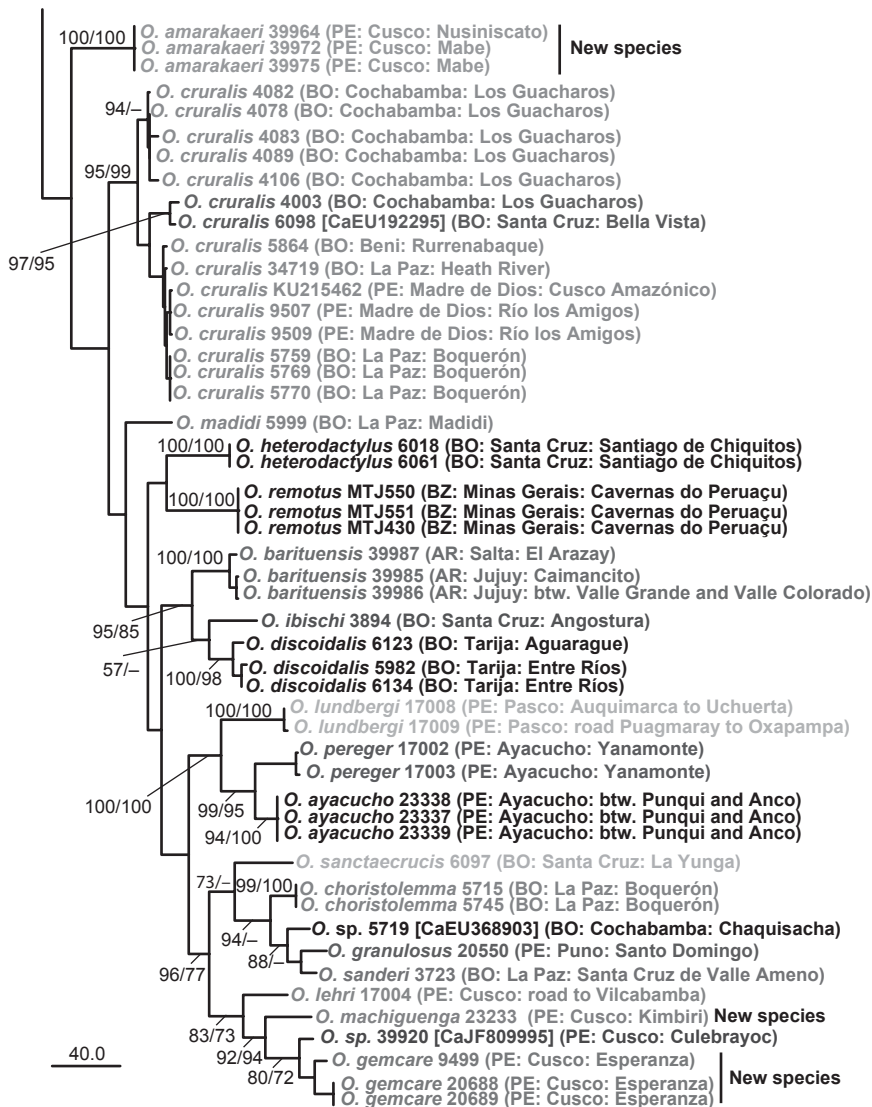 O. amarakaeri 39964 (PE: Cusco: Nusiniscato)
100/100
O. amarakaeri 39972 (PE: Cusco: Mabe)
New species
O. amarakaeri 39975 (PE: Cusco: Mabe)
O. cruralis 4082 (BO: Cochabamba: Los Guacharos)
94/–
O. cruralis 4078 (BO: Cochabamba: Los Guacharos)
O. cruralis 4083 (BO: Cochabamba: Los Guacharos)
O. cruralis 4089 (BO: Cochabamba: Los Guacharos)
95/99
O. cruralis 4106 (BO: Cochabamba: Los Guacharos)
O. cruralis 4003 (BO: Cochabamba: Los Guacharos)
O. cruralis 6098 [CaEU192295] (BO: Santa Cruz: Bella Vista)
97/95
O. cruralis 5864 (BO: Beni: Rurrenabaque)
O. cruralis 34719 (BO: La Paz: Heath River)
O. cruralis KU215462 (PE: Madre de Dios: Cusco Amazónico)
O. cruralis 9507 (PE: Madre de Dios: Río los Amigos)
O. cruralis 9509 (PE: Madre de Dios: Río los Amigos)
O. cruralis 5759 (BO: La Paz: Boquerón)
O. cruralis 5769 (BO: La Paz: Boquerón)
O. cruralis 5770 (BO: La Paz: Boquerón)
O. madidi 5999 (BO: La Paz: Madidi)
100/100
O. heterodactylus 6018 (BO: Santa Cruz: Santiago de Chiquitos)
O. heterodactylus 6061 (BO: Santa Cruz: Santiago de Chiquitos)
100/100
O. remotus MTJ550 (BZ: Minas Gerais: Cavernas do Peruaçu)
O. remotus MTJ551 (BZ: Minas Gerais: Cavernas do Peruaçu)
O. remotus MTJ430 (BZ: Minas Gerais: Cavernas do Peruaçu)
100/100
O. barituensis 39987 (AR: Salta: El Arazay)
O. barituensis 39985 (AR: Jujuy: Caimancito)
O. barituensis 39986 (AR: Jujuy: btw. Valle Grande and Valle Colorado)
95/85
O. ibischi 3894 (BO: Santa Cruz: Angostura)
57/–
O. discoidalis 6123 (BO: Tarija: Aguarague)
100/98
O. discoidalis 5982 (BO: Tarija: Entre Ríos)
O. discoidalis 6134 (BO: Tarija: Entre Ríos)
100/100
O. lundbergi 17008 (PE: Pasco: Auquimarca to Uchuerta)
O. lundbergi 17009 (PE: Pasco: road Puagmaray to Oxapampa)
O. pereger 17002 (PE: Ayacucho: Yanamonte)
100/100
O. pereger 17003 (PE: Ayacucho: Yanamonte)
99/95
O. ayacucho 23338 (PE: Ayacucho: btw. Punqui and Anco)
94/100
O. ayacucho 23337 (PE: Ayacucho: btw. Punqui and Anco)
O. ayacucho 23339 (PE: Ayacucho: btw. Punqui and Anco)
O. sanctaecrucis 6097 (BO: Santa Cruz: La Yunga)
73/–
99/100
O. choristolemma 5715 (BO: La Paz: Boquerón)
O. choristolemma 5745 (BO: La Paz: Boquerón)
O. sp. 5719 [CaEU368903] (BO: Cochabamba: Chaquisacha)
94/–
O. granulosus 20550 (PE: Puno: Santo Domingo)
88/–
O. sanderi 3723 (BO: La Paz: Santa Cruz de Valle Ameno)
96/77
O. lehri 17004 (PE: Cusco: road to Vilcabamba)
O. machiguenga 23233 (PE: Cusco: Kimbiri) New species
83/73
O. sp. 39920 [CaJF809995] (PE: Cusco: Culebrayoc)
92/94
O. gemcare 9499 (PE: Cusco: Esperanza)
80/72
O. gemcare 20688 (PE: Cusco: Esperanza)
New species
O. gemcare 20689 (PE: Cusco: Esperanza)
40.0